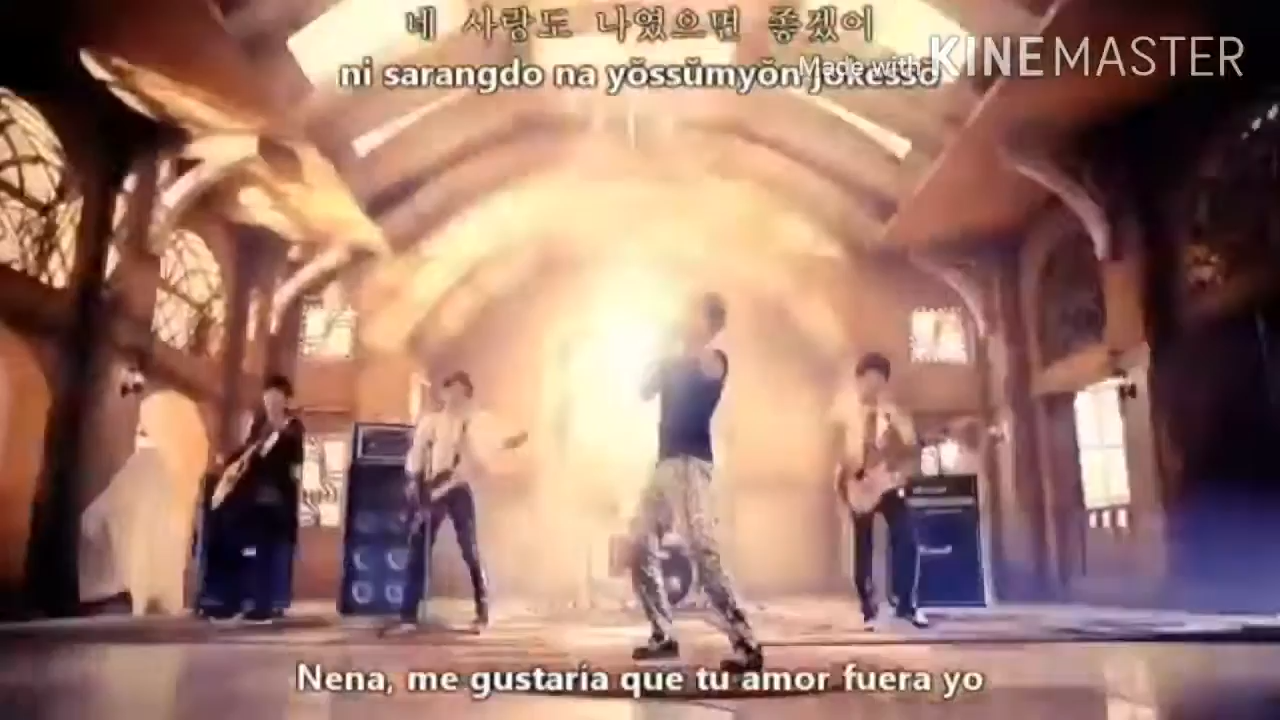 네 사랑도 나였으면 좋겠어
ni sarangdo na yŏssŭmyŏn jokessŏ
Made with KINEMASTER
Nena, me gustaría que tu amor fuera yo